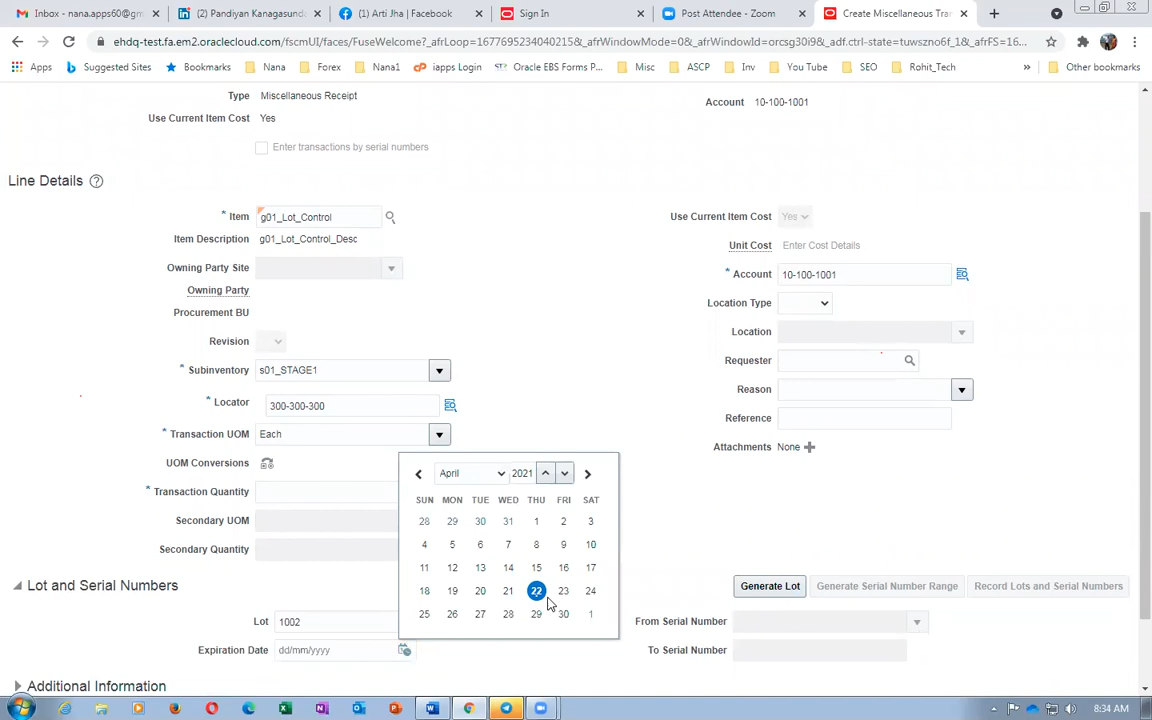 Inbox - nana.apps60@gm
(2) Pandiyan Kanagasund
(1) Arti Jha | Facebook
Sign In
Post Attendee - Zoom
Create Miscellaneous Tra
ehdq-test.fa.em2.oraclecloud.com/fscmUI/faces/FuseWelcome?_afrLoop=1677695234040215&_afrWindowMode=0&_afrWindowId=orcsg30i9&_adf.ctrl-state=tuwszno6f_1&_afrFS=16...
Apps
Suggested Sites
Bookmarks
Nana
Forex
Nana1
iapps Login
Oracle EBS Forms P...
Misc
ASCP
Inv
You Tube
SEO
Rohit_Tech
»
Other bookmarks
Type Miscellaneous Receipt
Account 10-100-1001
Use Current Item Cost Yes
Enter transactions by serial numbers
Line Details
* Item g01_Lot_Control
Use Current Item Cost Yes
Item Description g01_Lot_Control_Desc
Unit Cost Enter Cost Details
Owning Party Site
* Account 10-100-1001
Owning Party
Location Type
Procurement BU
Location
Revision
Requester
* Subinventory s01_STAGE1
Reason
* Locator 300-300-300
Reference
* Transaction UOM Each
Attachments None
UOM Conversions
April 2021
* Transaction Quantity
SUN MON TUE WED THU FRI SAT
Secondary UOM
28 29 30 31 1 2 3
Secondary Quantity
4 5 6 7 8 9 10
11 12 13 14 15 16 17
18 19 20 21 22 23 24
25 26 27 28 29 30 1
Lot and Serial Numbers
Generate Lot
Generate Serial Number Range
Record Lots and Serial Numbers
Lot 1002
From Serial Number
Expiration Date dd/mm/yyyy
To Serial Number
Additional Information
8:34 AM